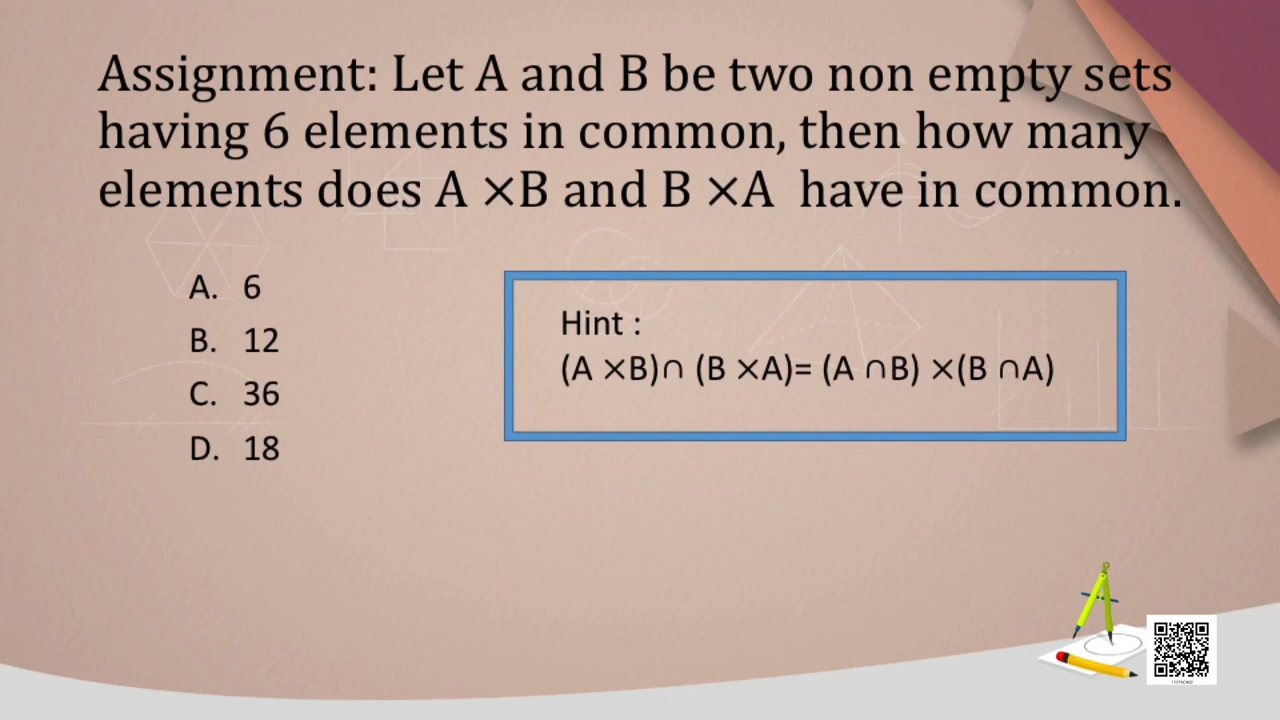 Assignment: Let A and B be two non empty sets
having 6 elements in common, then how many
elements does A ×B and B ×A  have in common.
A. 6
B. 12
C. 36
D. 18
Hint :
(A ×B)∩ (B ×A)= (A ∩B) ×(B ∩A)